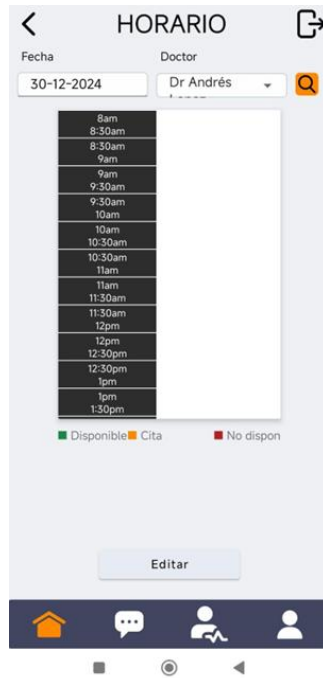 HORARIO
Fecha
Doctor
30-12-2024
Dr Andrés
8am
8:30am
8:30am
9am
9am
9:30am
9:30am
10am
10am
10:30am
10:30am
11am
11am
11:30am
11:30am
12pm
12pm
12:30pm
12:30pm
1pm
1pm
1:30pm
Disponible
Cita
No dispon
Editar